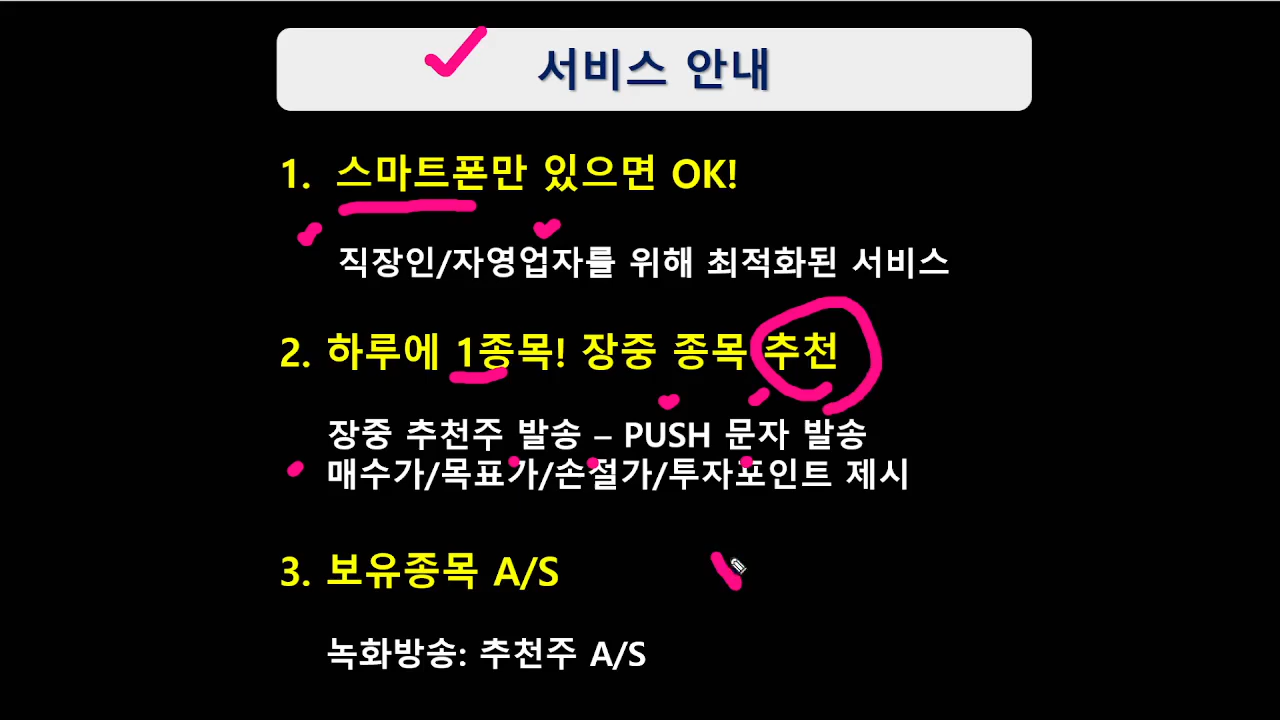 서비스 안내
1. 스마트폰만 있으면 OK!
직장인/자영업자를 위해 최적화된 서비스
2. 하루에 1종목! 장중 종목 추천
장중 추천주 발송 – PUSH 문자 발송
매수가/목표가/손절가/투자포인트 제시
3. 보유종목 A/S
녹화방송: 추천주 A/S